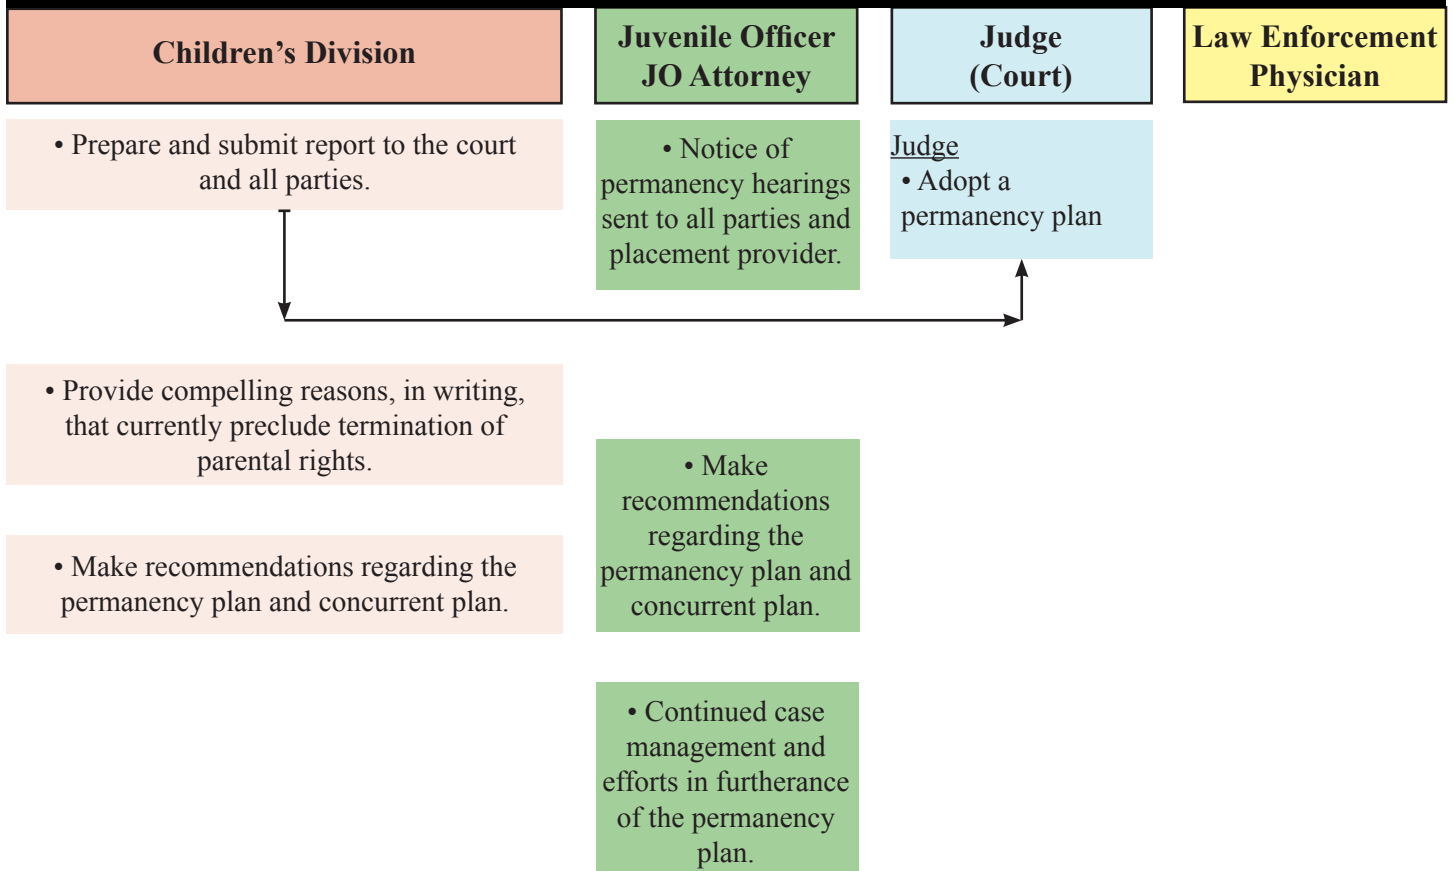 Children’s Division
Juvenile Officer
JO Attorney
Judge
(Court)
Law Enforcement
Physician
• Prepare and submit report to the court
and all parties.
• Notice of
permanency hearings
sent to all parties and
placement provider.
Judge
• Adopt a
permanency plan
• Provide compelling reasons, in writing,
that currently preclude termination of
parental rights.
• Make recommendations regarding the
permanency plan and concurrent plan.
• Make
recommendations
regarding the
permanency plan and
concurrent plan.
• Continued case
management and
efforts in furtherance
of the permanency
plan.